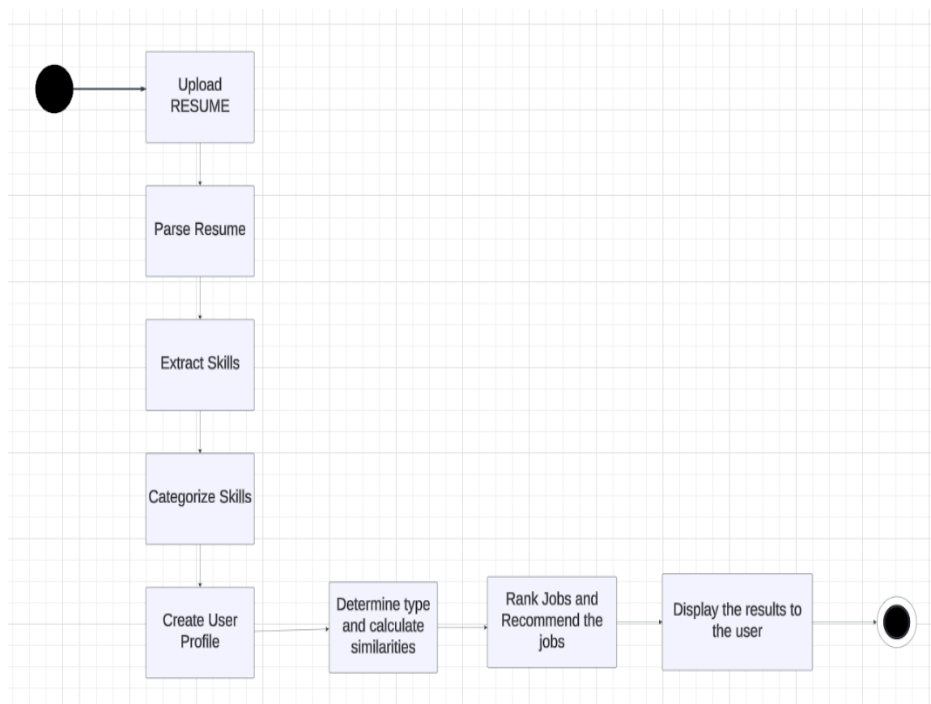 Upload
RESUME
Parse Resume
Extract Skills
Categorize Skills
Create User
Profile
Determine type
and calculate
similarities
Rank Jobs and
Recommend the
jobs
Display the results to
the user